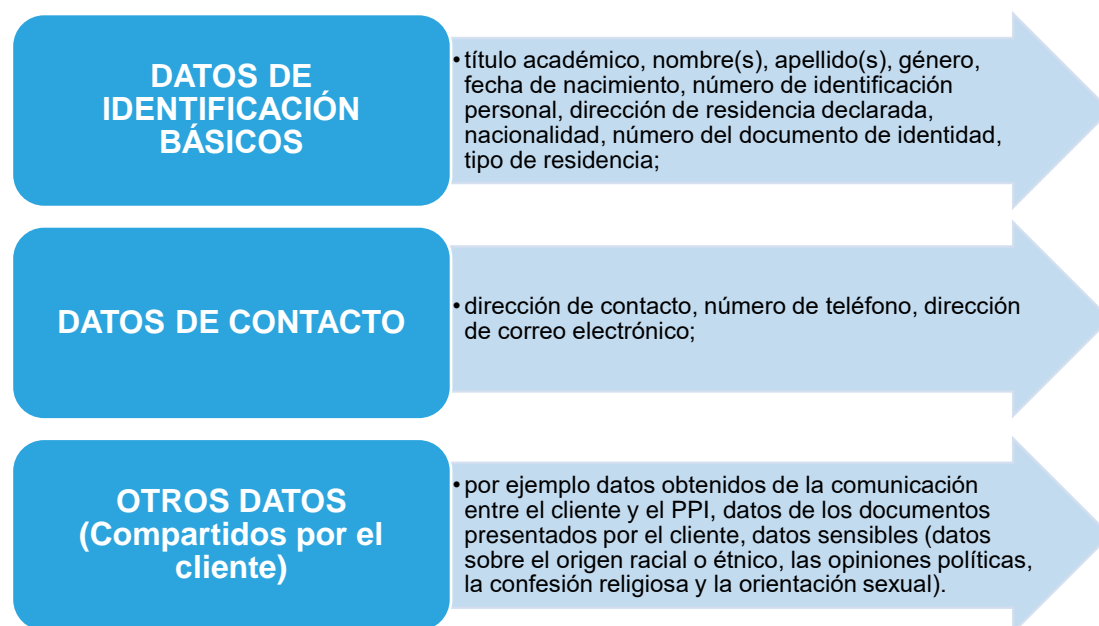 DATOS DE
IDENTIFICACIÓN
BÁSICOS
• título académico, nombre(s), apellido(s), género,
fecha de nacimiento, número de identificación
personal, dirección de residencia declarada,
nacionalidad, número del documento de identidad,
tipo de residencia;
DATOS DE CONTACTO
• dirección de contacto, número de teléfono, dirección
de correo electrónico;
OTROS DATOS
(Compartidos por el
cliente)
• por ejemplo datos obtenidos de la comunicación
entre el cliente y el PPI, datos de los documentos
presentados por el cliente, datos sensibles (datos
sobre el origen racial o étnico, las opiniones políticas,
la confesión religiosa y la orientación sexual).